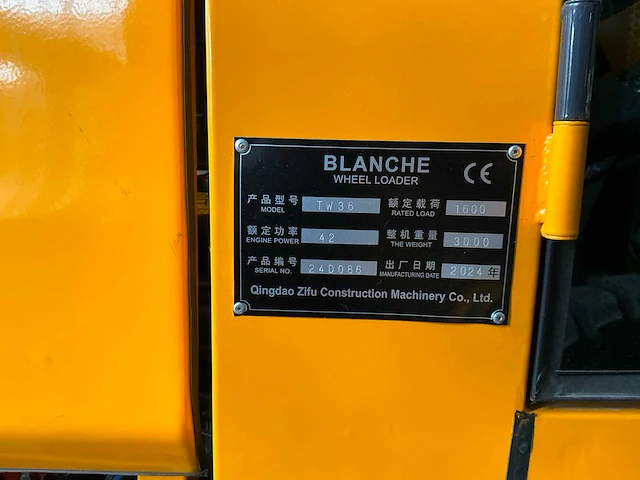 BLANCHE
WHEEL LOADER
CE
产品型号 TW36 额定载荷 1600
MODEL RATED LOAD
额定功率 42 整机重量 3000
ENGINE POWER THE WEIGHT
产品编号 24D086 出厂日期 2024年
SERIAL NO. MANUFACTURING DATE
Qingdao Zifu Construction Machinery Co., Ltd.